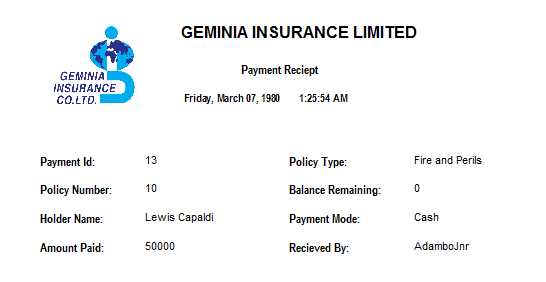 GEMINIA INSURANCE LIMITED
GEMINIA
INSURANCE
CO.LTD.
Payment Reciept
Friday, March 07, 1980 1:25:54 AM
Payment Id: 13 Policy Type: Fire and Perils
Policy Number: 10 Balance Remaining: 0
Holder Name: Lewis Capaldi Payment Mode: Cash
Amount Paid: 50000 Recieved By: AdamboJnr